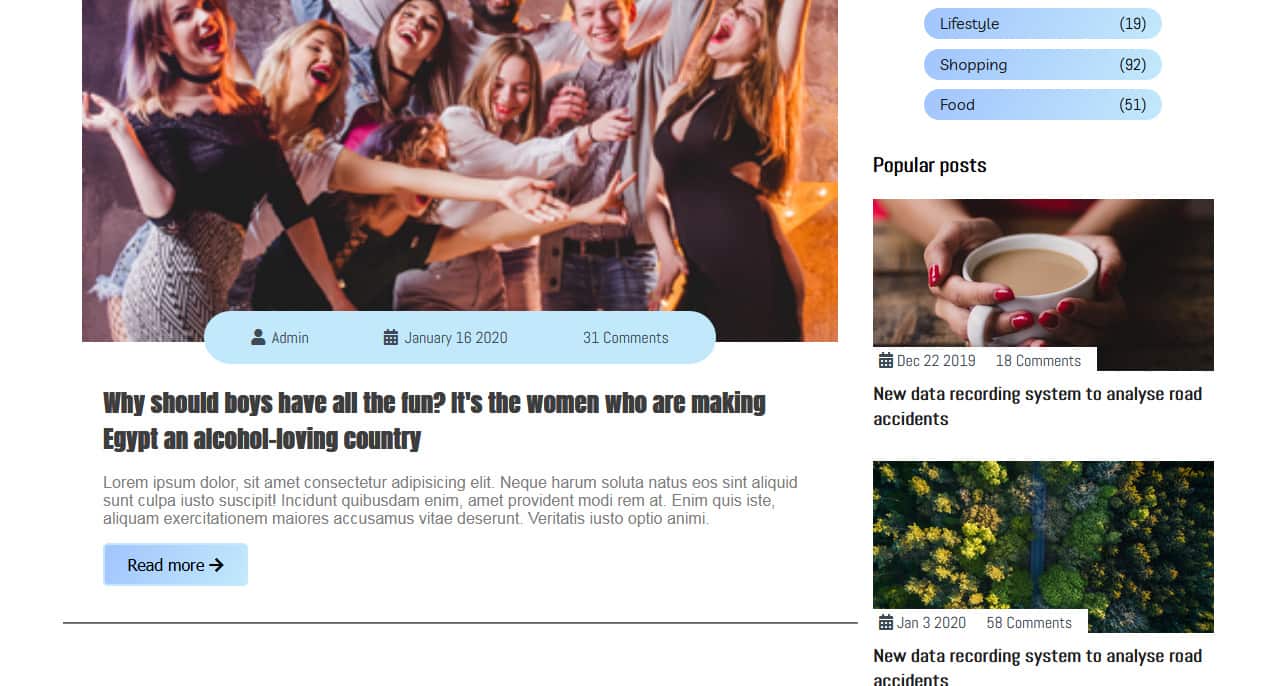 Admin January 16 2020 31 Comments
Why should boys have all the fun? It's the women who are making
Egypt an alcohol-loving country
Lorem ipsum dolor, sit amet consectetur adipisicing elit. Neque harum soluta natus eos sint aliquid
sunt culpa iusto suscipit! Incidunt quibusdam enim, amet provident modi rem at. Enim quis iste,
aliquam exercitationem maiores accusamus vitae deserunt. Veritatis iusto optio animi.
Read more
Lifestyle (19)
Shopping (92)
Food (51)
Popular posts
Dec 22 2019 18 Comments
New data recording system to analyse road
accidents
Jan 3 2020 58 Comments
New data recording system to analyse road
accidents